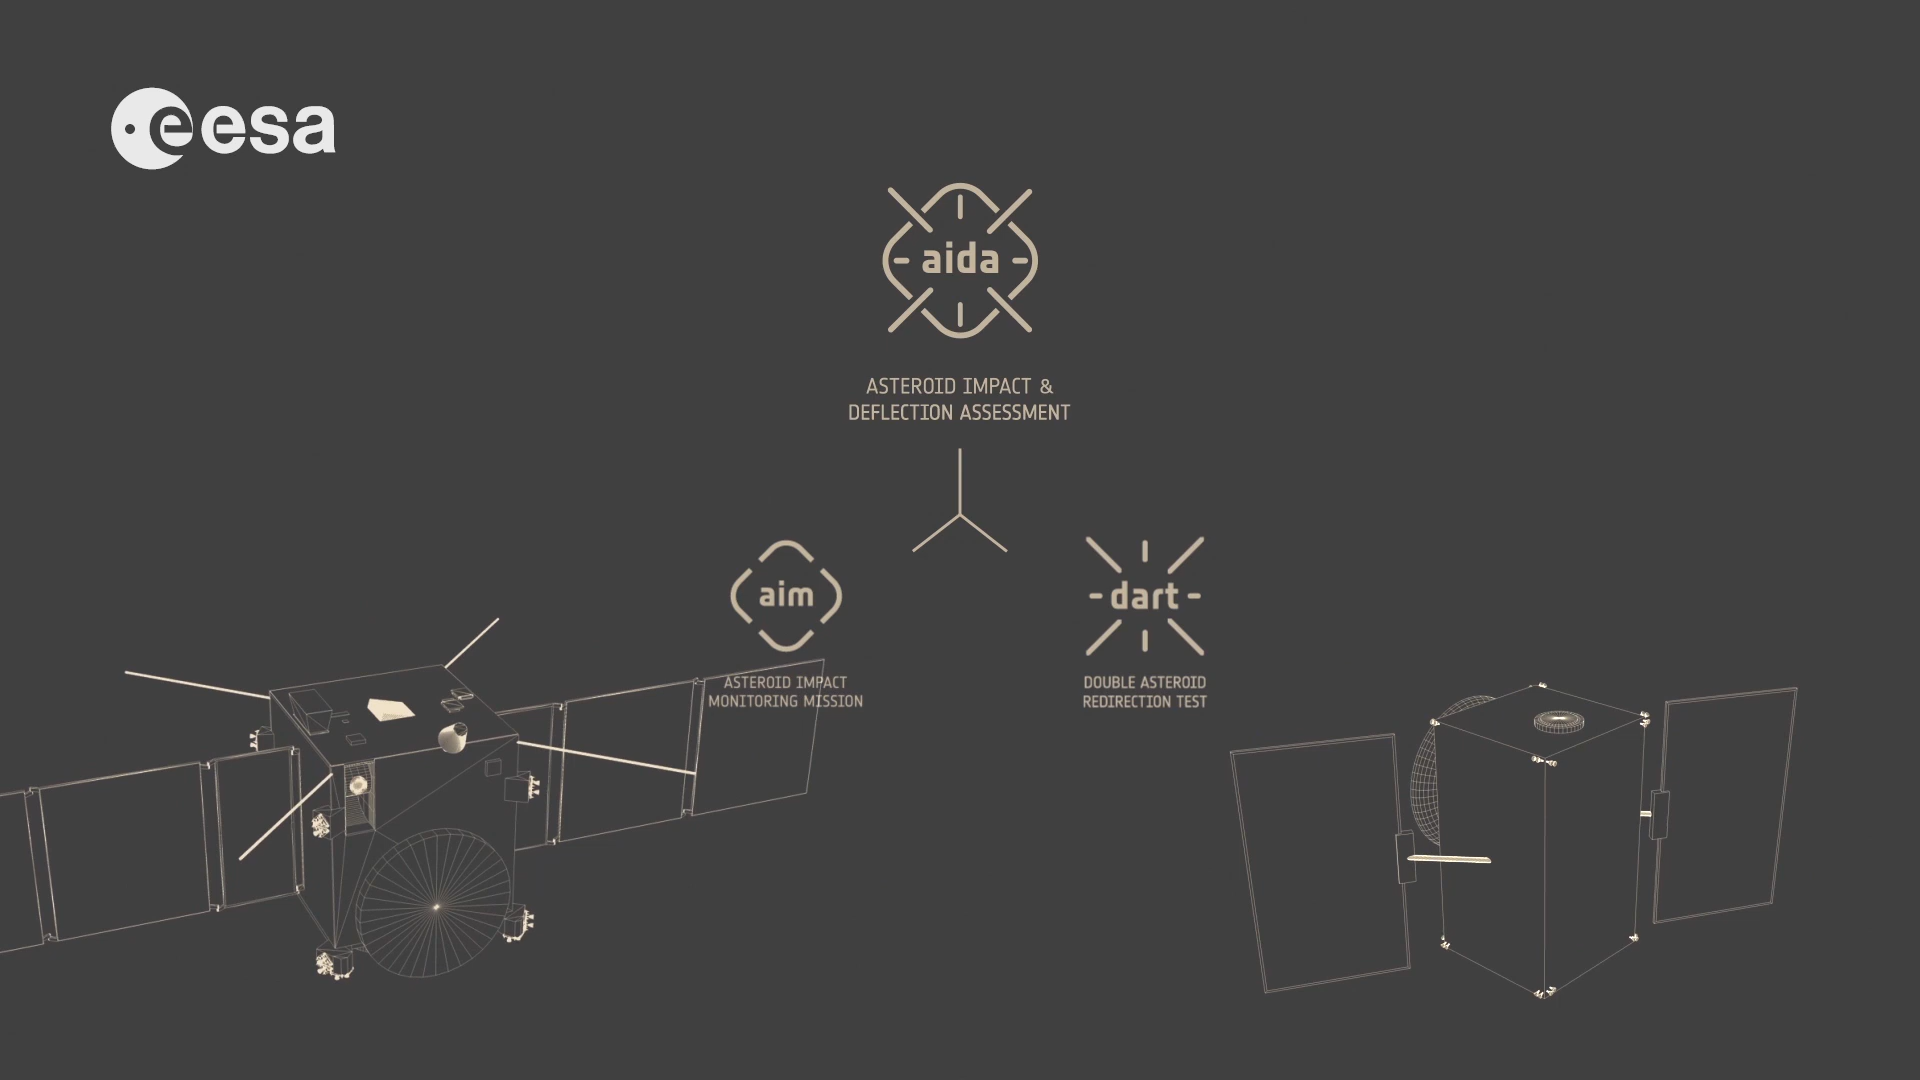 esa
aida
ASTEROID IMPACT &
DEFLECTION ASSESSMENT
aim
ASTEROID IMPACT
MONITORING MISSION
dart
DOUBLE ASTEROID
REDIRECTION TEST